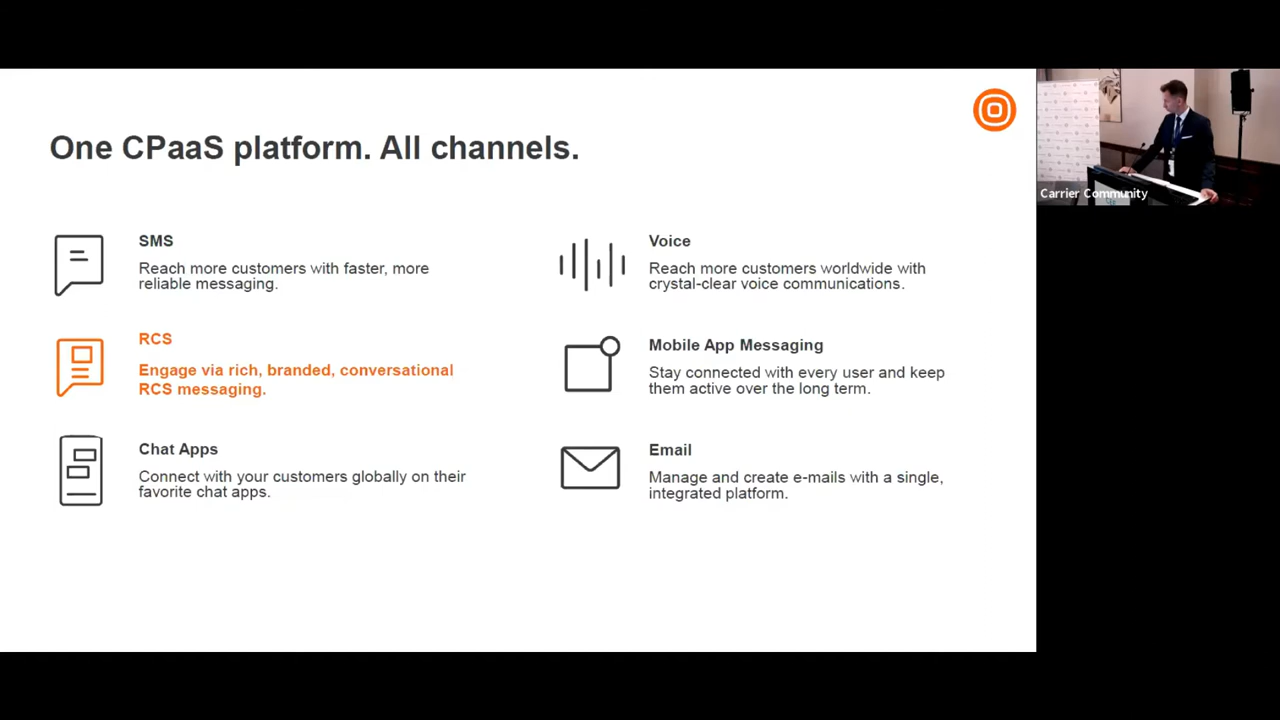 One CPaaS platform. All channels.
SMS
Reach more customers with faster, more
reliable messaging.
RCS
Engage via rich, branded, conversational
RCS messaging.
Chat Apps
Connect with your customers globally on their
favorite chat apps.
Voice
Reach more customers worldwide with
crystal-clear voice communications.
Mobile App Messaging
Stay connected with every user and keep
them active over the long term.
Email
Manage and create e-mails with a single,
integrated platform.
Carrier Community